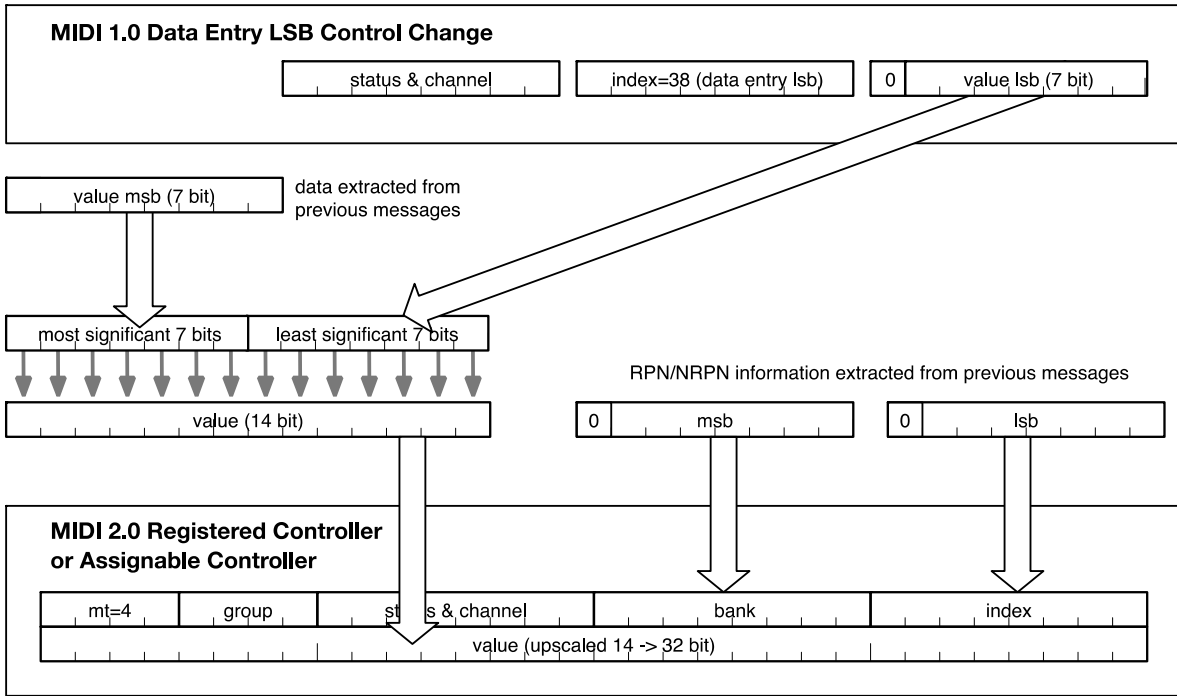 MIDI 1.0 Data Entry LSB Control Change
status & channel
index=38 (data entry lsb)
0
value lsb (7 bit)
value msb (7 bit)
data extracted from
previous messages
most significant 7 bits
least significant 7 bits
RPN/NRPN information extracted from previous messages
value (14 bit)
0
msb
0
lsb
MIDI 2.0 Registered Controller
or Assignable Controller
mt=4
group
status & channel
bank
index
value (upscaled 14 -> 32 bit)